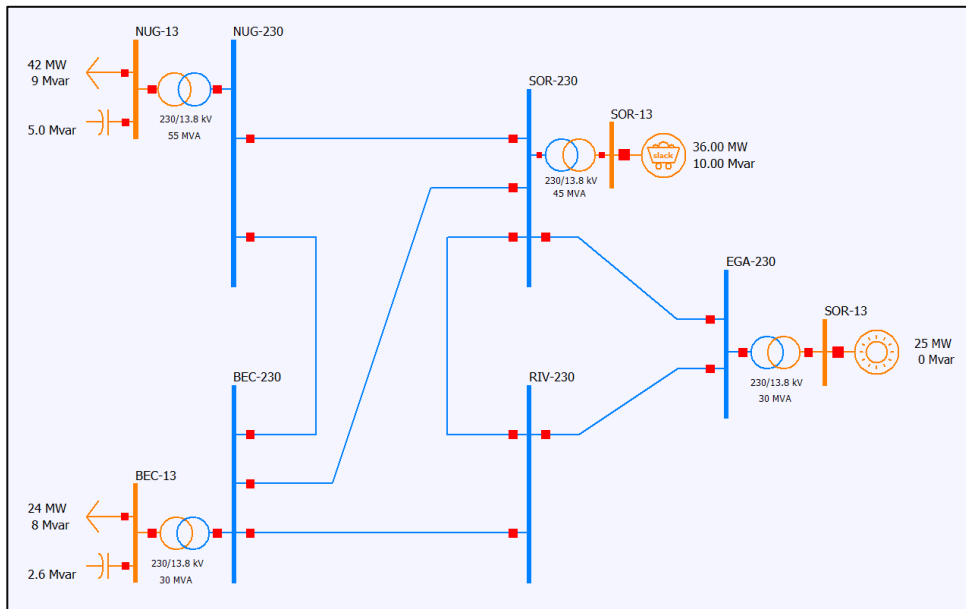 NUG-13
NUG-230
42 MW
9 Mvar
230/13.8 kV
55 MVA
5.0 Mvar
SOR-230
SOR-13
slack
36.00 MW
10.00 Mvar
230/13.8 kV
45 MVA
EGA-230
SOR-13
25 MW
0 Mvar
230/13.8 kV
30 MVA
BEC-230
RIV-230
BEC-13
24 MW
8 Mvar
230/13.8 kV
30 MVA
2.6 Mvar